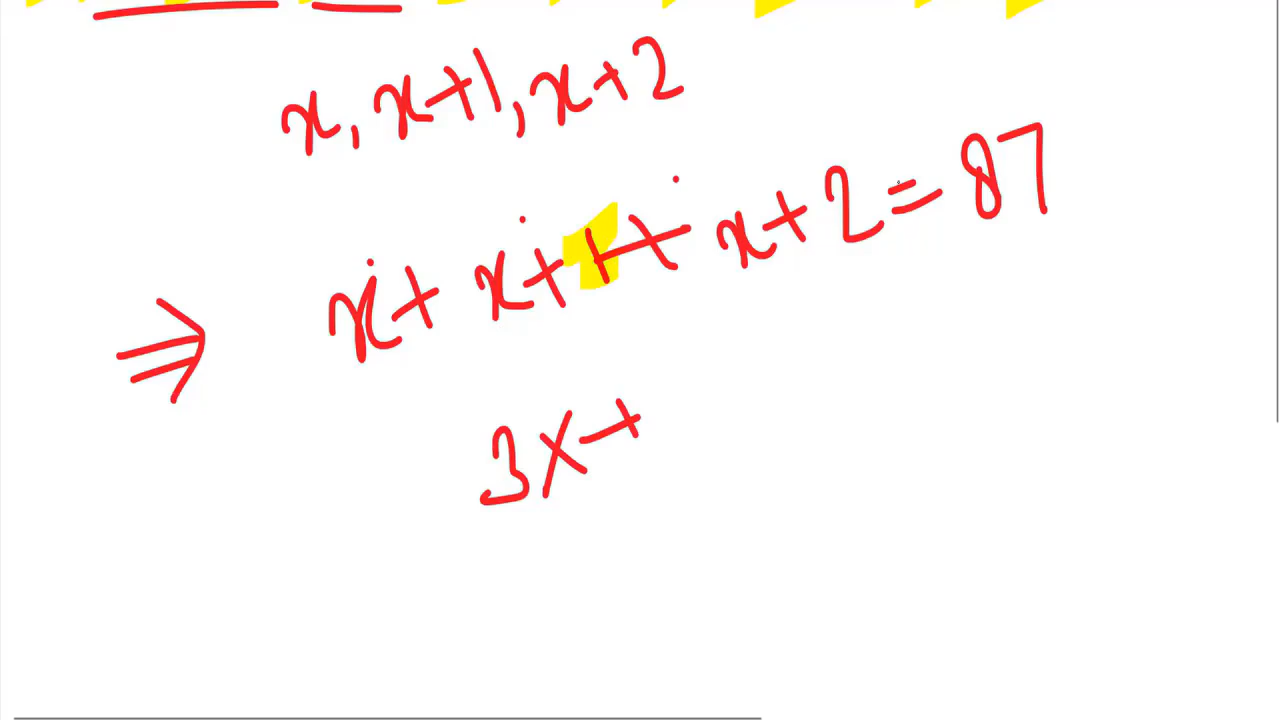 x, x+1, x+2
⇒ x + x + 1 + x + 2 = 87
3x +